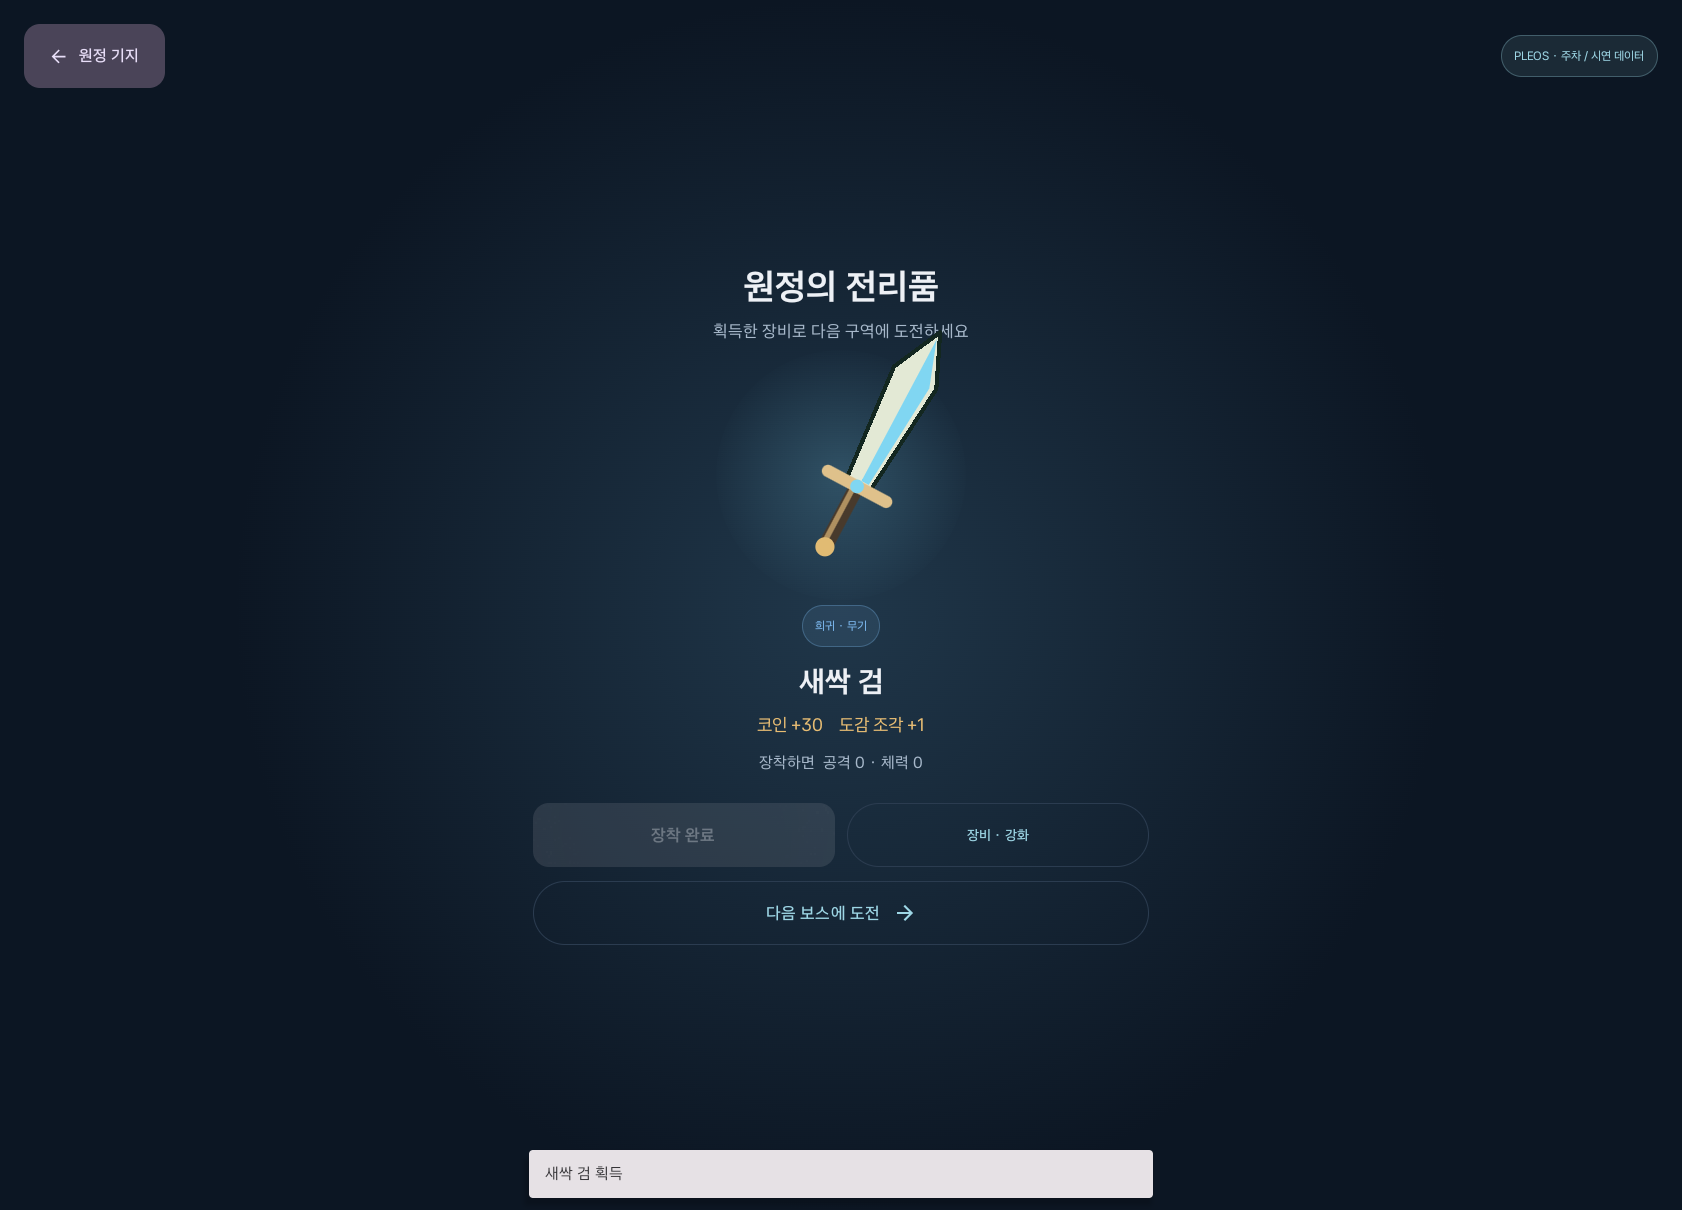 원정 기지
PLEOS · 주차 / 시연 데이터
원정의 전리품
획득한 장비로 다음 구역에 도전하세요
희귀 · 무기
새싹 검
코인 +30 도감 조각 +1
장착하면 공격 0 · 체력 0
장착 완료
장비 · 강화
다음 보스에 도전
새싹 검 획득